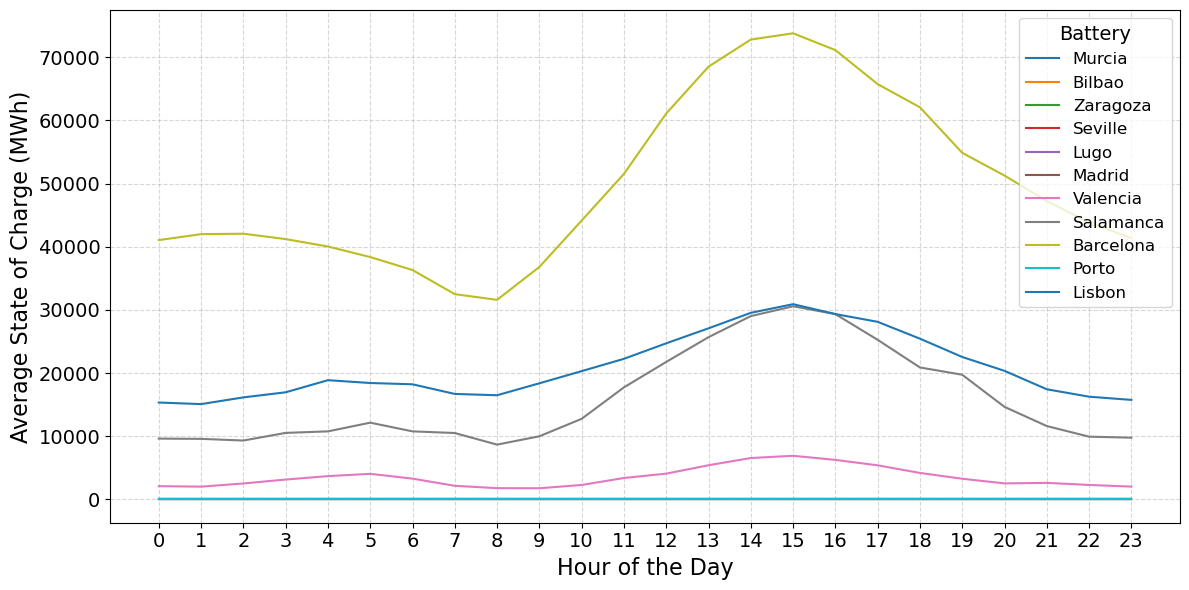 Average State of Charge (MWh)
70000
60000
50000
40000
30000
20000
10000
0
Battery
Murcia
Bilbao
Zaragoza
Seville
Lugo
Madrid
Valencia
Salamanca
Barcelona
Porto
Lisbon
0 1 2 3 4 5 6 7 8 9 10 11 12 13 14 15 16 17 18 19 20 21 22 23
Hour of the Day